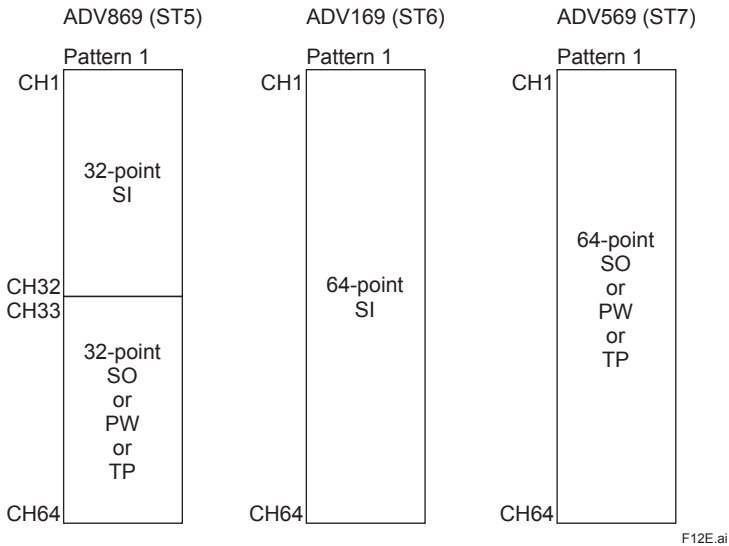 ADV869 (ST5)
Pattern 1
CH1
32-point
SI
CH32
CH33
32-point
SO
or
PW
or
TP
CH64
ADV169 (ST6)
Pattern 1
CH1
64-point
SI
CH64
ADV569 (ST7)
Pattern 1
CH1
64-point
SO
or
PW
or
TP
CH64
F12E.ai